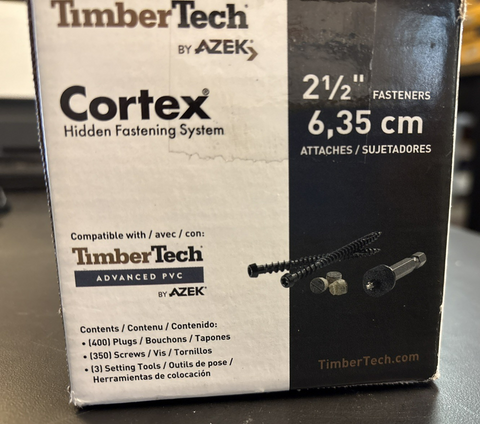 TimberTech
BY AZEK
Cortex®
Hidden Fastening System
2½" FASTENERS
6,35 cm
ATTACHES / SUJETADORES
Compatible with / avec / con:
TimberTech
ADVANCED PVC
BY AZEK®
Contents / Contenu / Contenido:
• (400) Plugs / Bouchons / Tapones
• (350) Screws / Vis / Tornillos
• (3) Setting Tools / Outils de pose /
Herramientas de colocación
TimberTech.com